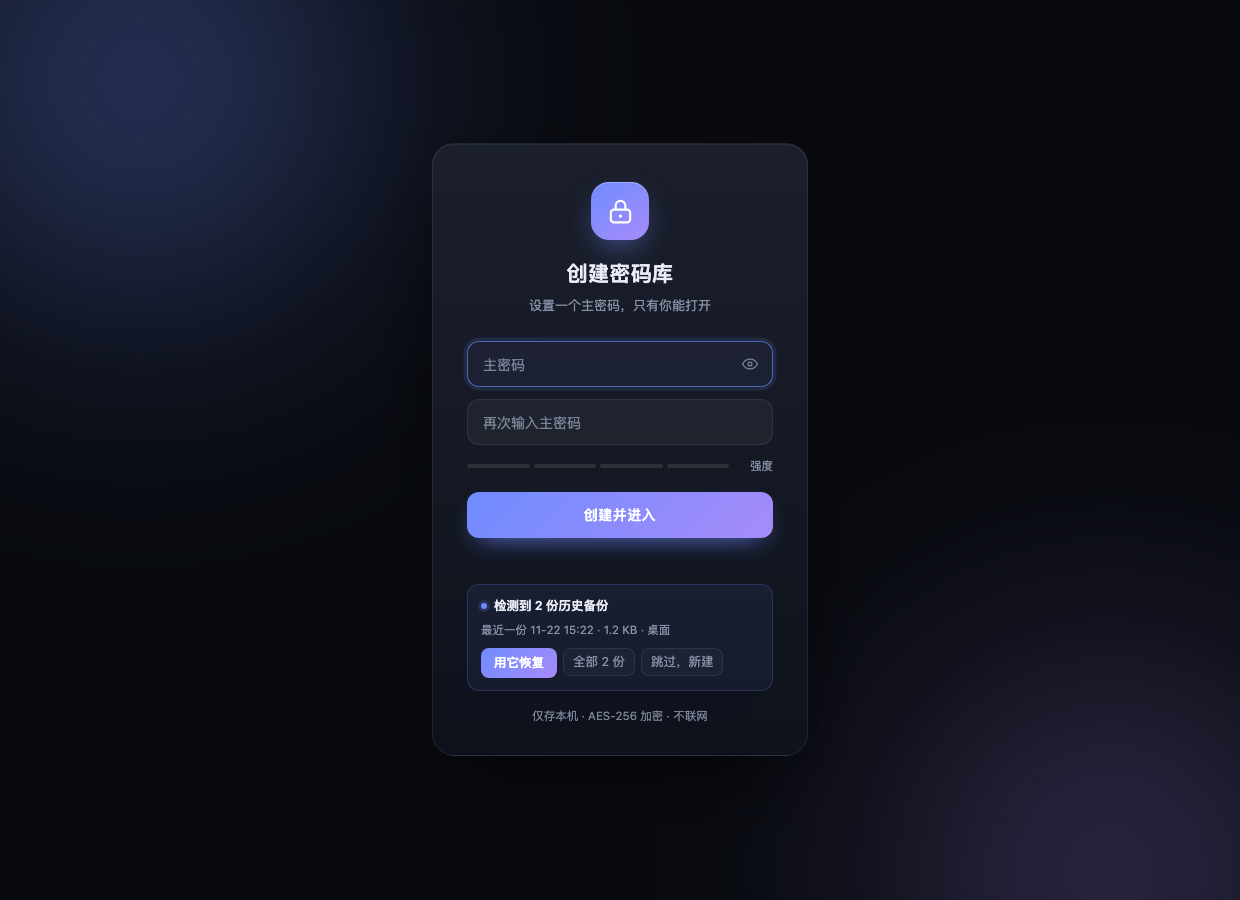 创建密码库
设置一个主密码，只有你能打开
主密码
再次输入主密码
强度
创建并进入
检测到 2 份历史备份
最近一份 11-22 15:22 · 1.2 KB · 桌面
用它恢复 全部 2 份 跳过，新建
仅存本机 · AES-256 加密 · 不联网